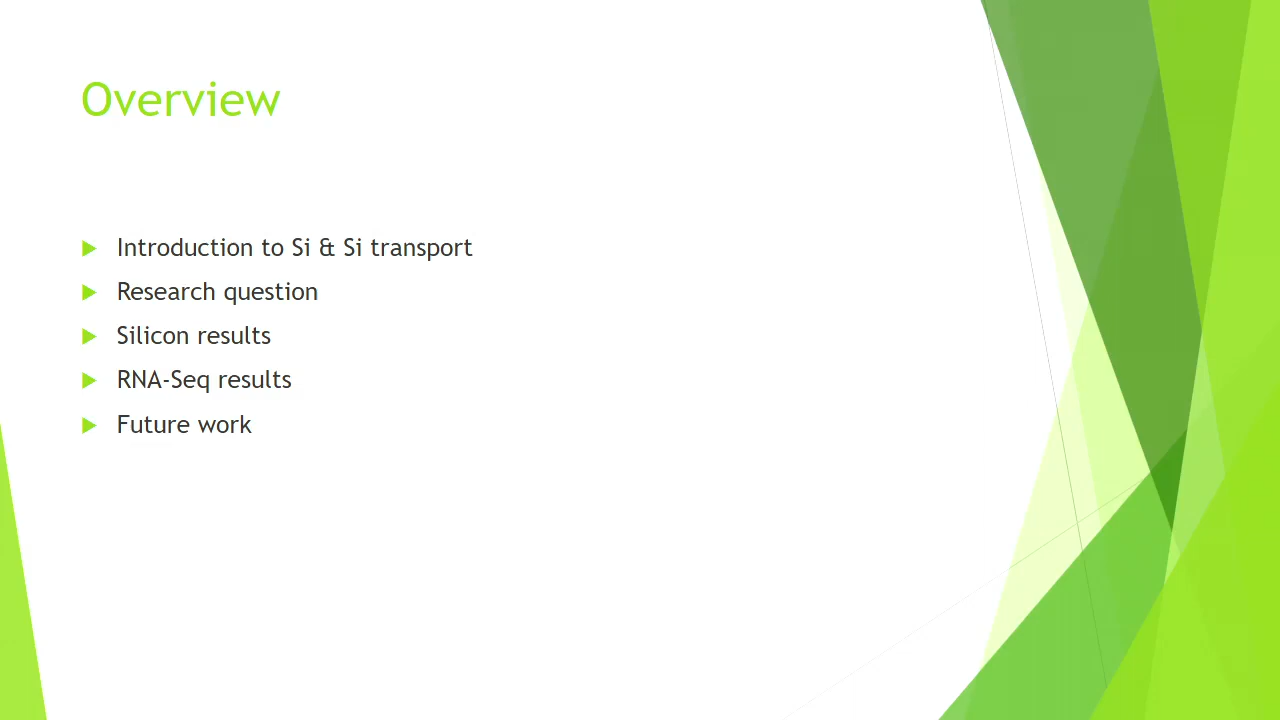 Overview
Introduction to Si & Si transport
Research question
Silicon results
RNA-Seq results
Future work